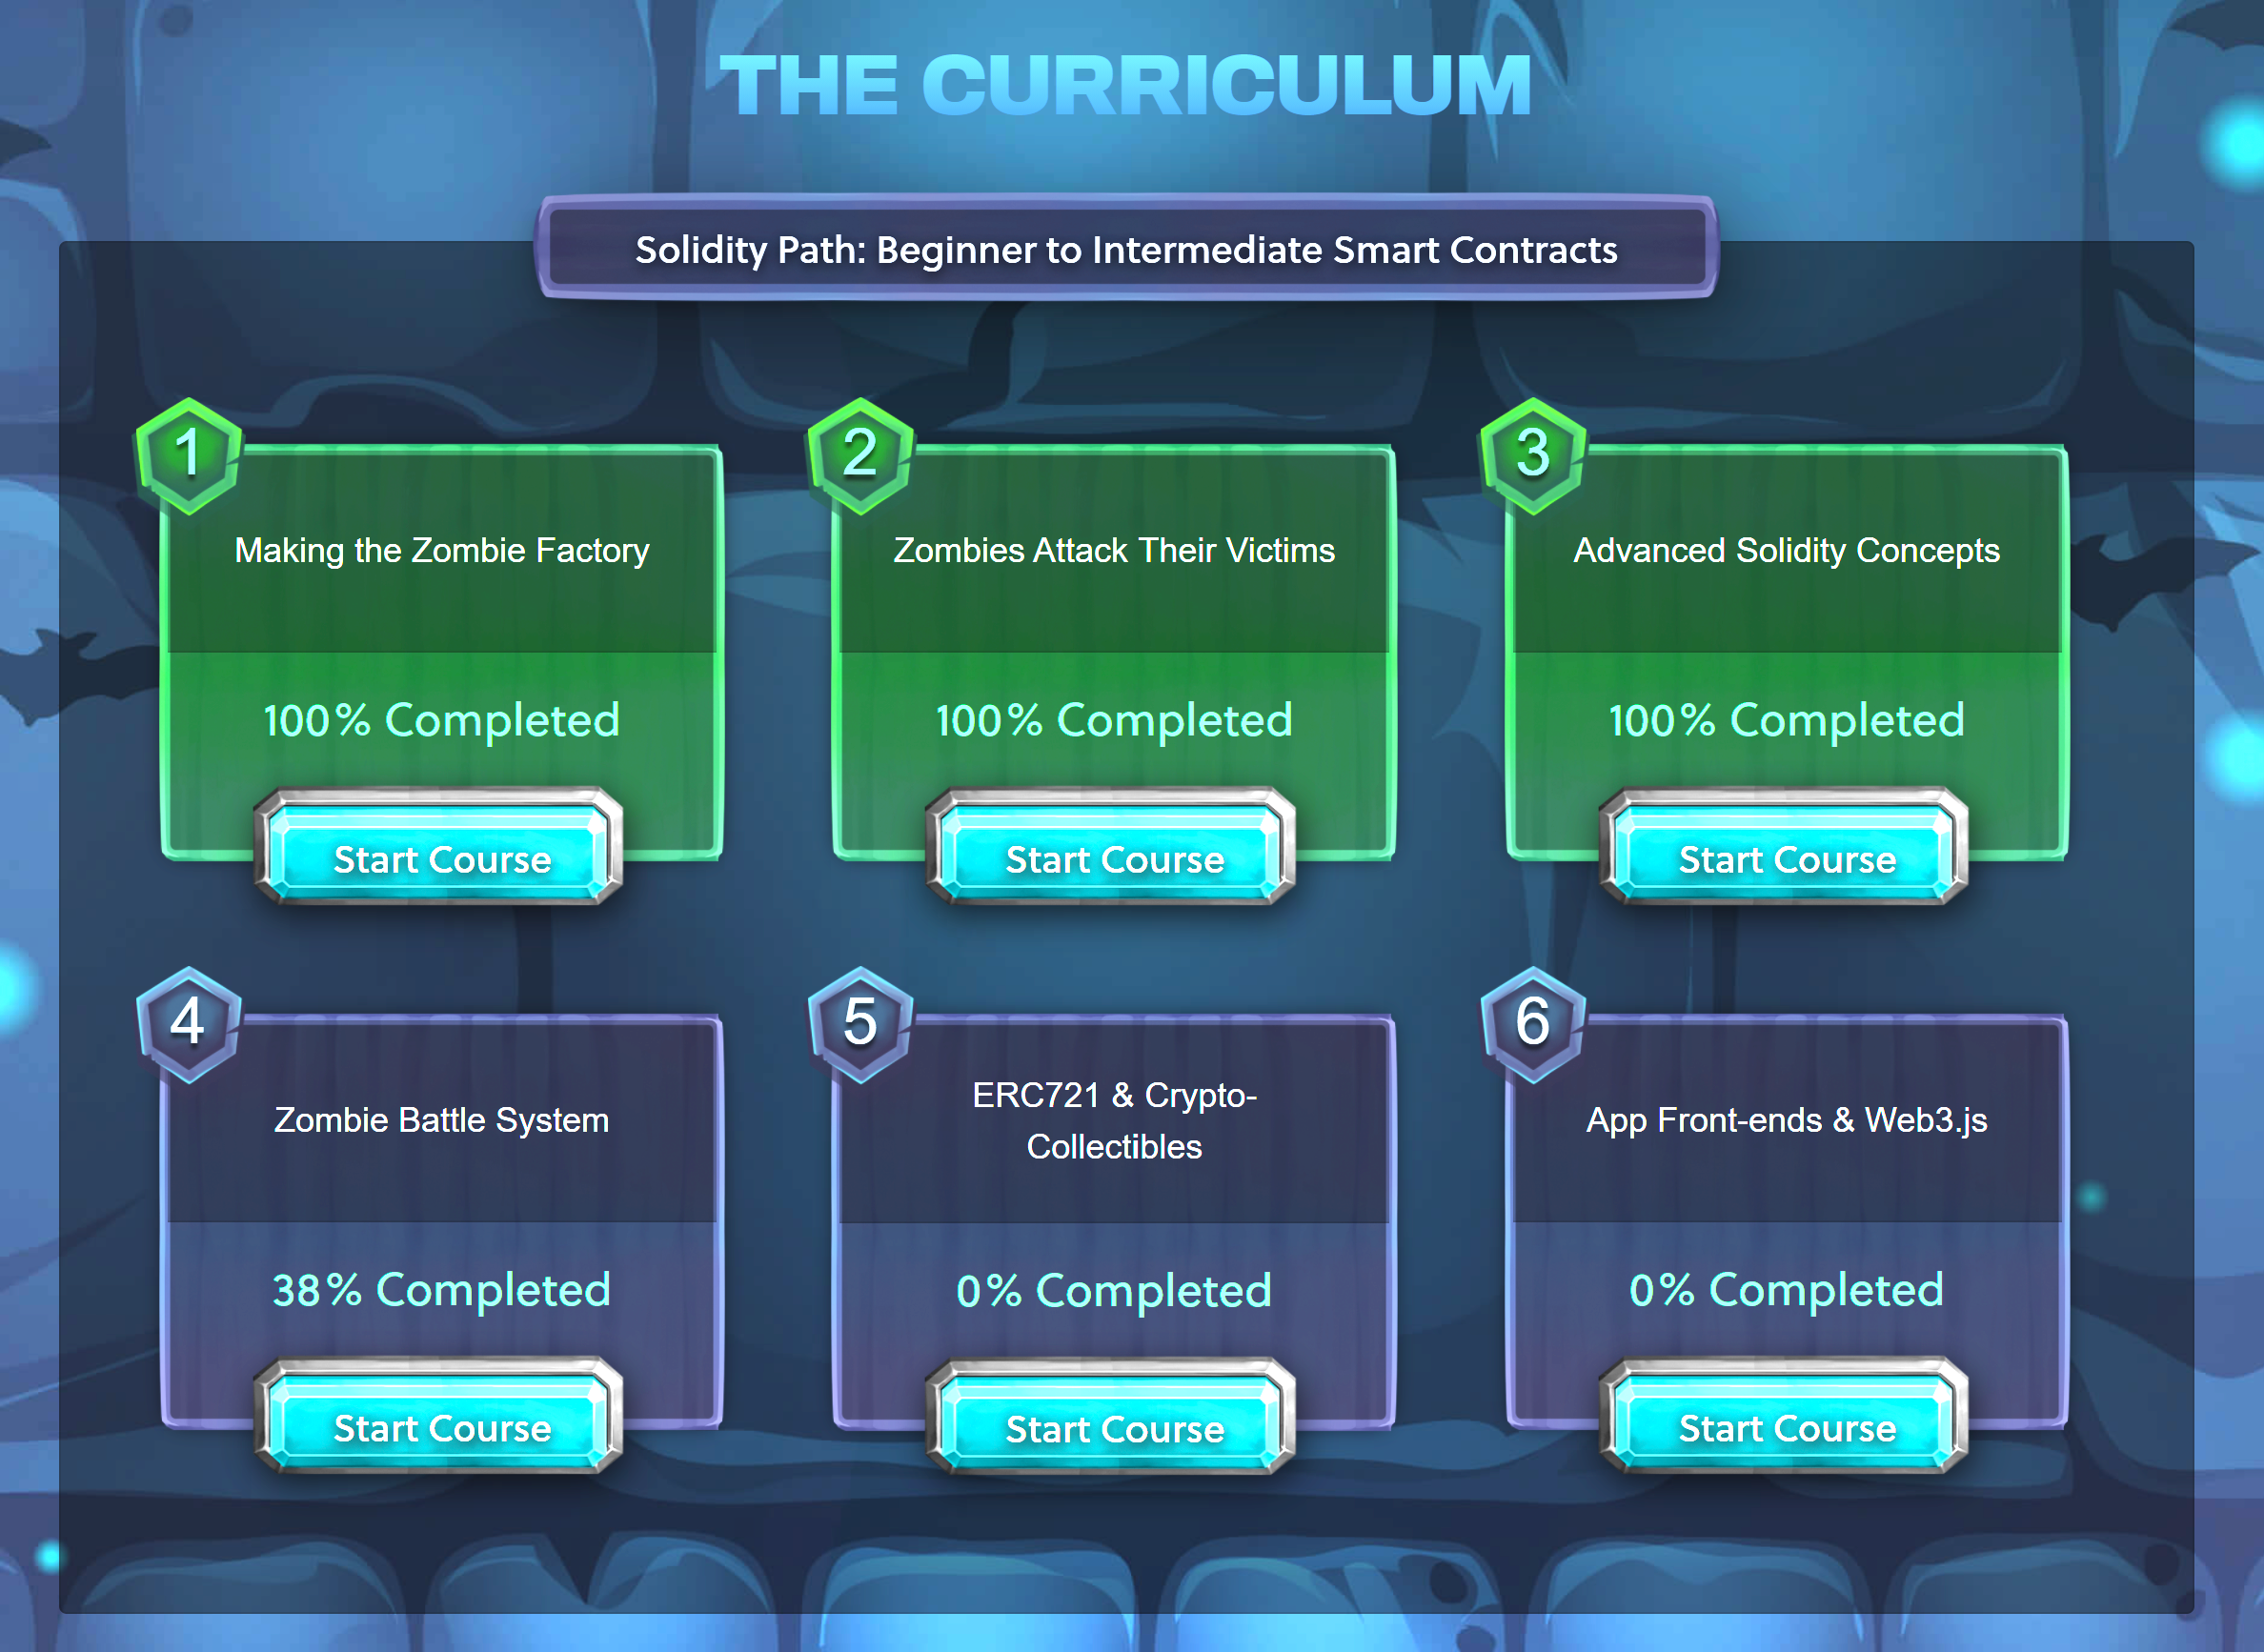 THE CURRICULUM
Solidity Path: Beginner to Intermediate Smart Contracts
1
Making the Zombie Factory
100% Completed
Start Course
2
Zombies Attack Their Victims
100% Completed
Start Course
3
Advanced Solidity Concepts
100% Completed
Start Course
4
Zombie Battle System
38% Completed
Start Course
5
ERC721 & Crypto-
Collectibles
0% Completed
Start Course
6
App Front-ends & Web3.js
0% Completed
Start Course